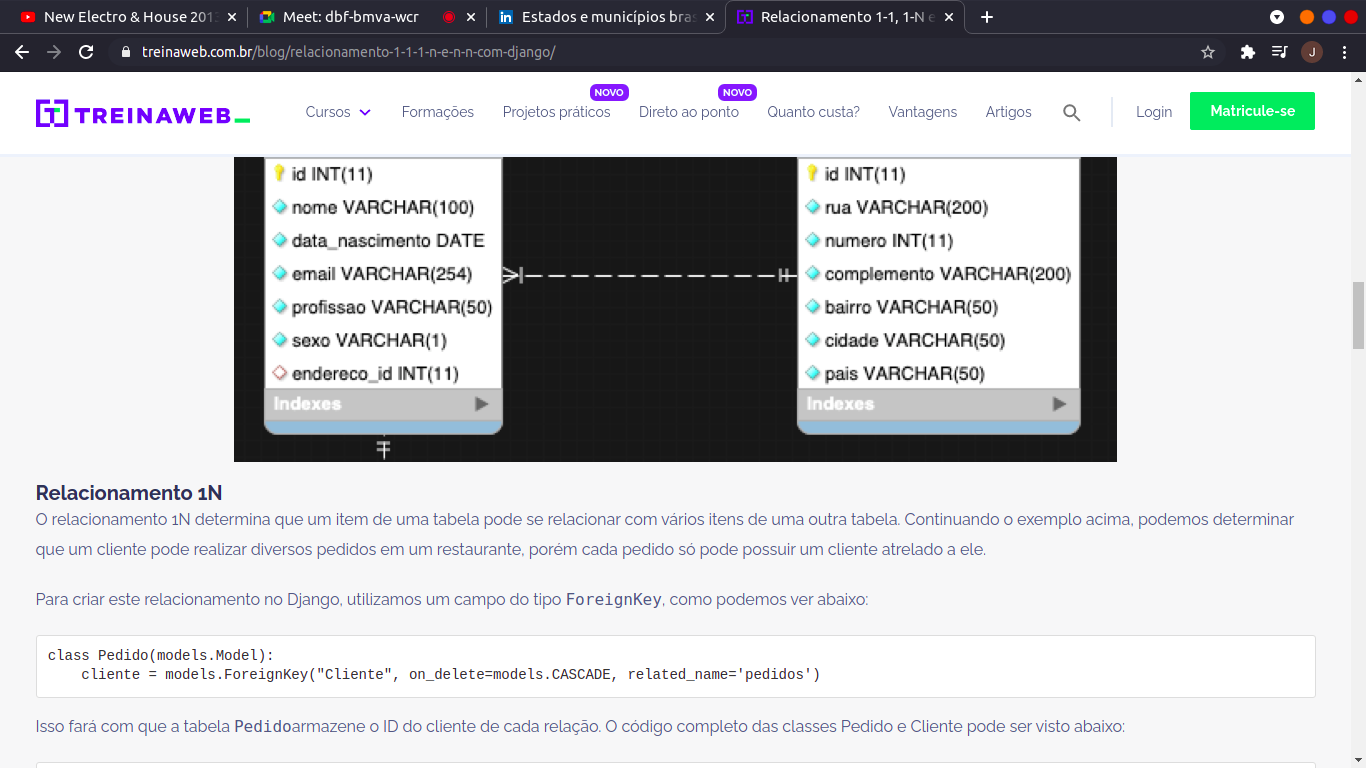 New Electro & House 2013
Meet: dbf-bmva-wcr
Estados e municípios bras
Relacionamento 1-1, 1-N e
treinaweb.com.br/blog/relacionamento-1-1-1-n-e-n-n-com-django/
J
TREINAWEB
Cursos
Formações
Projetos práticos
NOVO
Direto ao ponto
NOVO
Quanto custa?
Vantagens
Artigos
Login
Matricule-se
id INT(11)
nome VARCHAR(100)
data_nascimento DATE
email VARCHAR(254)
profissao VARCHAR(50)
sexo VARCHAR(1)
endereco_id INT(11)
Indexes
id INT(11)
rua VARCHAR(200)
numero INT(11)
complemento VARCHAR(200)
bairro VARCHAR(50)
cidade VARCHAR(50)
pais VARCHAR(50)
Indexes
Relacionamento 1N
O relacionamento 1N determina que um item de uma tabela pode se relacionar com vários itens de uma outra tabela. Continuando o exemplo acima, podemos determinar
que um cliente pode realizar diversos pedidos em um restaurante, porém cada pedido só pode possuir um cliente atrelado a ele.
Para criar este relacionamento no Django, utilizamos um campo do tipo ForeignKey, como podemos ver abaixo:
class Pedido(models.Model):
    cliente = models.ForeignKey("Cliente", on_delete=models.CASCADE, related_name='pedidos')
Isso fará com que a tabela Pedidoarmazene o ID do cliente de cada relação. O código completo das classes Pedido e Cliente pode ser visto abaixo: